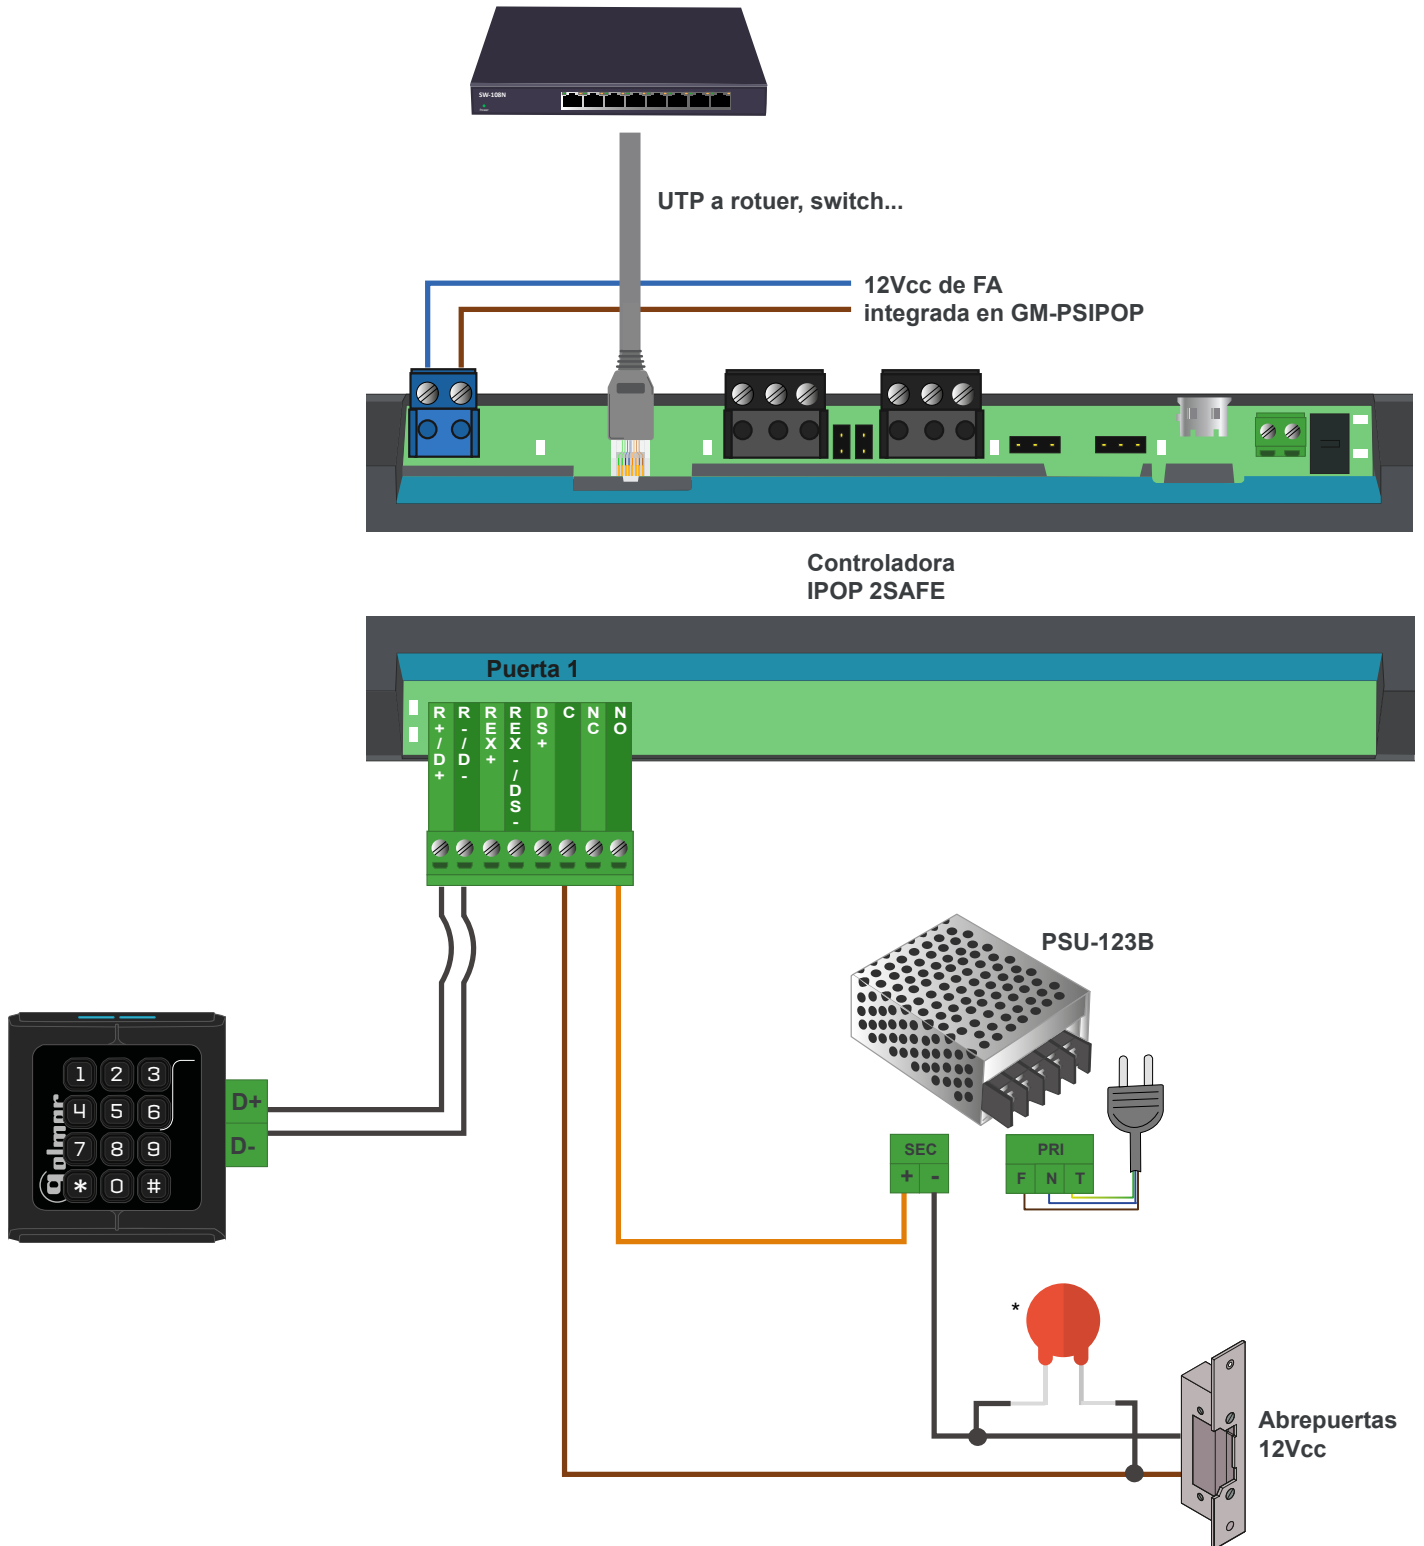 SW-108N
Power
UTP a rotuer, switch...
12Vcc de FA
integrada en GM-PSIPOP
Controladora
IPOP 2SAFE
Puerta 1
R+/D+
R-/D-
REX+
REX-/DS-
DS+
C
NC
NO
PSU-123B
1 2 3
4 5 6
7 8 9
* 0 #
golmar
D+
D-
SEC
+ -
PRI
F N T
*
Abrepuertas
12Vcc